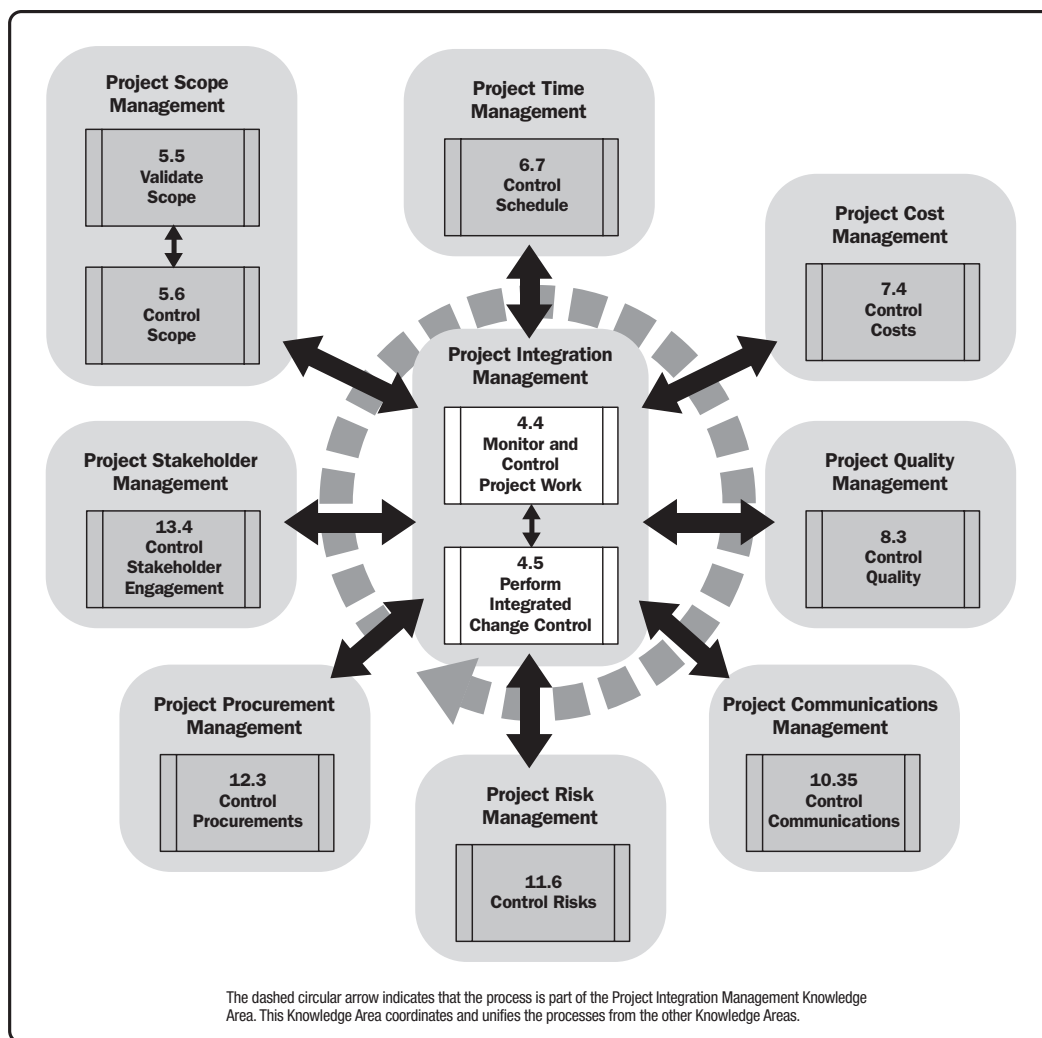 Project Scope
Management
5.5
Validate
Scope
5.6
Control
Scope
Project Time
Management
6.7
Control
Schedule
Project Cost
Management
7.4
Control
Costs
Project Integration
Management
4.4
Monitor and
Control
Project Work
4.5
Perform
Integrated
Change Control
Project Stakeholder
Management
13.4
Control
Stakeholder
Engagement
Project Quality
Management
8.3
Control
Quality
Project Procurement
Management
12.3
Control
Procurements
Project Risk
Management
11.6
Control Risks
Project Communications
Management
10.35
Control
Communications
The dashed circular arrow indicates that the process is part of the Project Integration Management Knowledge
Area. This Knowledge Area coordinates and unifies the processes from the other Knowledge Areas.